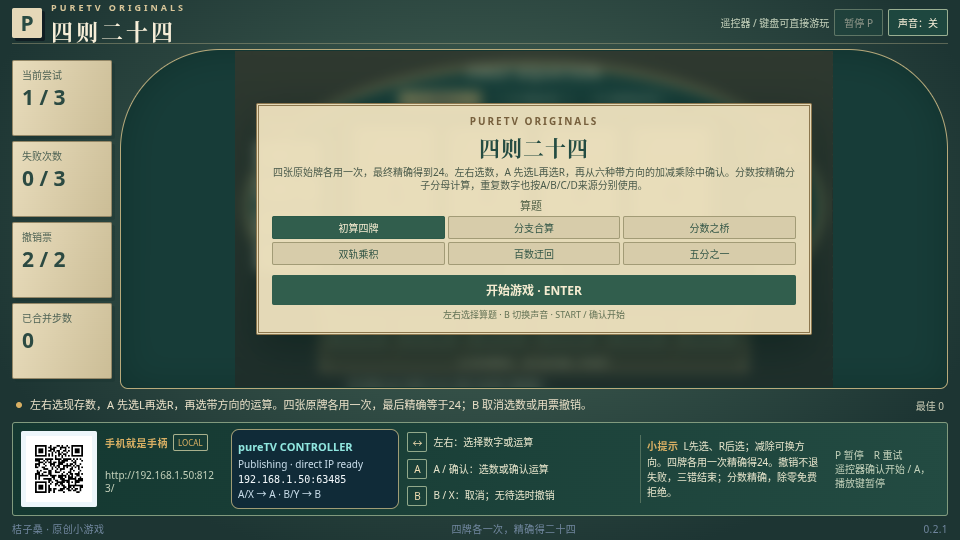 P
PURETV ORIGINALS
四则二十四
遥控器 / 键盘可直接游玩
暂停 P
声音：关
当前尝试
1 / 3
失败次数
0 / 3
撤销票
2 / 2
已合并步数
0
PURETV ORIGINALS
四则二十四
四张原始牌各用一次，最终精确得到24。左右选数，A 先选L再选R，再从六种带方向的加减乘除中确认。分数按精确分
子分母计算，重复数字也按A/B/C/D来源分别使用。
算题
初算四牌
分支合算
分数之桥
双轨乘积
百数迂回
五分之一
开始游戏 · ENTER
左右选择算题 · B 切换声音 · START / 确认开始
左右选现存数，A 先选L再选R，再选带方向的运算。四张原牌各用一次，最后精确等于24；B 取消选数或用票撤销。
最佳 0
手机就是手柄
LOCAL
http://192.168.1.50:812
3/
pureTV CONTROLLER
Publishing · direct IP ready
192.168.1.50:63485
A/X → A · B/Y → B
↔
左右：选择数字或运算
A
A / 确认：选数或确认运算
B
B / X：取消；无待选时撤销
小提示 L先选、R后选；减除可换方
向。四牌各用一次精确得24。撤销不退
失败，三错结束；分数精确，除零免费
拒绝。
P 暂停 R 重试
遥控器确认开始 / A，
播放键暂停
桔子桑 · 原创小游戏
四牌各一次，精确得二十四
0.2.1